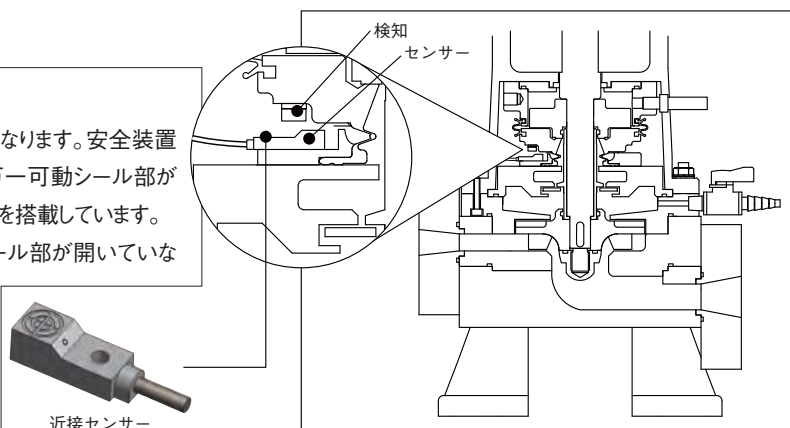 検知
センサー
なります。安全装置
万一可動シール部が
を搭載しています。
ール部が開いていな
近接センサー